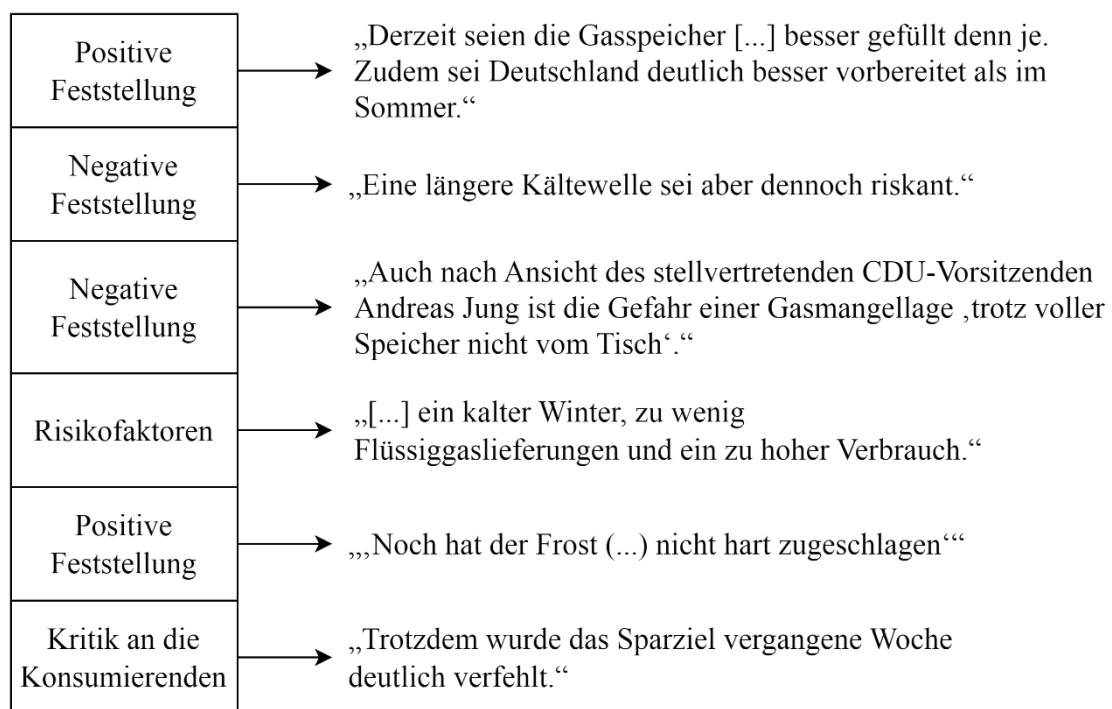 Positive
Feststellung
„Derzeit seien die Gasspeicher [...] besser gefüllt denn je.
Zudem sei Deutschland deutlich besser vorbereitet als im
Sommer.“
Negative
Feststellung
„Eine längere Kältewelle sei aber dennoch riskant.“
Negative
Feststellung
„Auch nach Ansicht des stellvertretenden CDU-Vorsitzenden
Andreas Jung ist die Gefahr einer Gasmangellage ‚trotz voller
Speicher nicht vom Tisch‘.“
Risikofaktoren
„[...] ein kalter Winter, zu wenig
Flüssiggaslieferungen und ein zu hoher Verbrauch.“
Positive
Feststellung
„‚Noch hat der Frost (...) nicht hart zugeschlagen‘“
Kritik an die
Konsumierenden
„Trotzdem wurde das Sparziel vergangene Woche
deutlich verfehlt.“